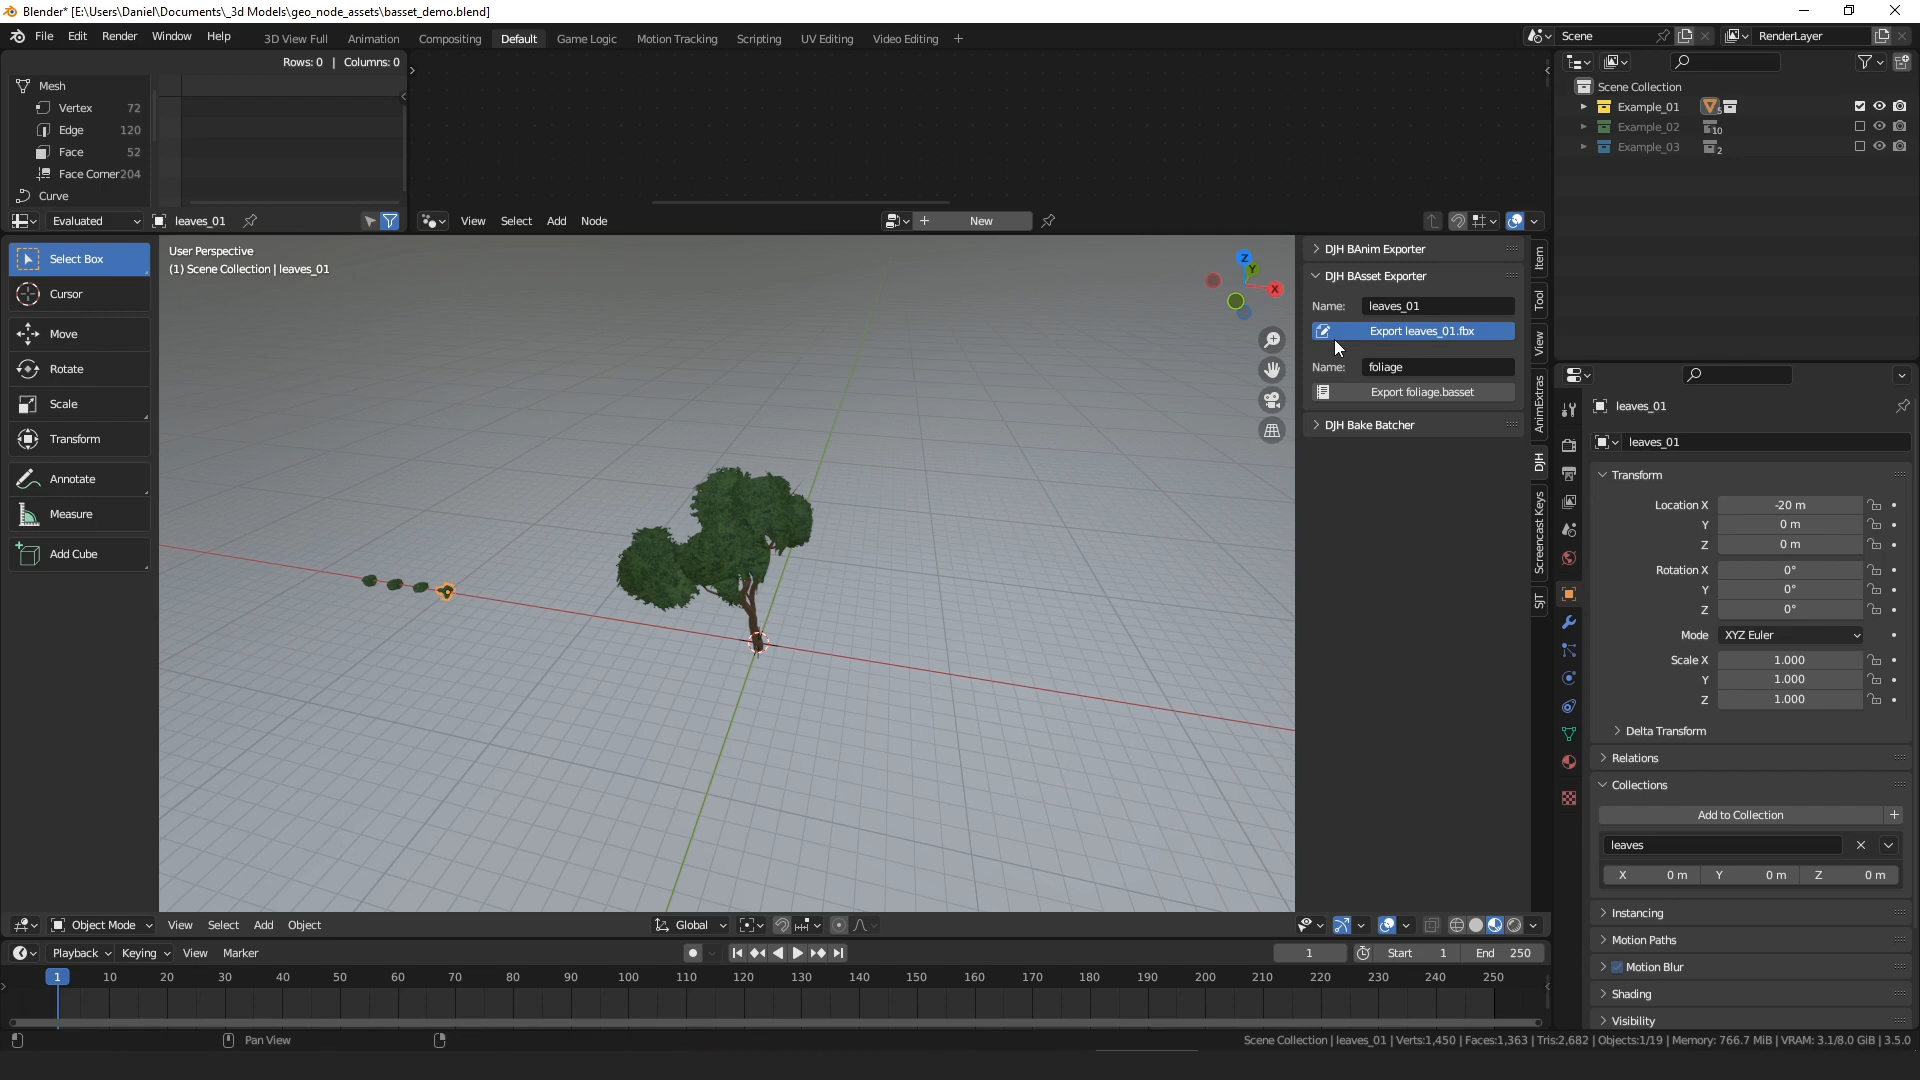 Blender* [E:\Users\Daniel\Documents\_3d Models\geo_node_assets\basset_demo.blend]
File Edit Render Window Help 3D View Full Animation Compositing Default Game Logic Motion Tracking Scripting UV Editing Video Editing + Scene RenderLayer
Rows: 0 | Columns: 0
Mesh
Vertex 72
Edge 120
Face 52
Face Corner 204
Curve
Evaluated leaves_01
View Select Add Node New
Scene Collection
Example_01 5
Example_02 10
Example_03 2
Select Box
Cursor
Move
Rotate
Scale
Transform
Annotate
Measure
Add Cube
User Perspective
(1) Scene Collection | leaves_01
Z
Y
X
DJH BAnim Exporter
DJH BAsset Exporter
Name: leaves_01
Export leaves_01.fbx
Name: foliage
Export foliage.basset
DJH Bake Batcher
Item
Tool
View
AnimExtras
DJH
Screencast Keys
SJT
leaves_01
leaves_01
Transform
Location X -20 m
Y 0 m
Z 0 m
Rotation X 0°
Y 0°
Z 0°
Mode XYZ Euler
Scale X 1.000
Y 1.000
Z 1.000
Delta Transform
Relations
Collections
Add to Collection +
leaves
X 0 m Y 0 m Z 0 m
Instancing
Motion Paths
Motion Blur
Shading
Visibility
Object Mode View Select Add Object Global
Playback Keying View Marker 1 Start 1 End 250
1 10 20 30 40 50 60 70 80 90 100 110 120 130 140 150 160 170 180 190 200 210 220 230 240 250
Pan View
Scene Collection | leaves_01 | Verts:1,450 | Faces:1,363 | Tris:2,682 | Objects:1/19 | Memory: 766.7 MiB | VRAM: 3.1/8.0 GiB | 3.5.0